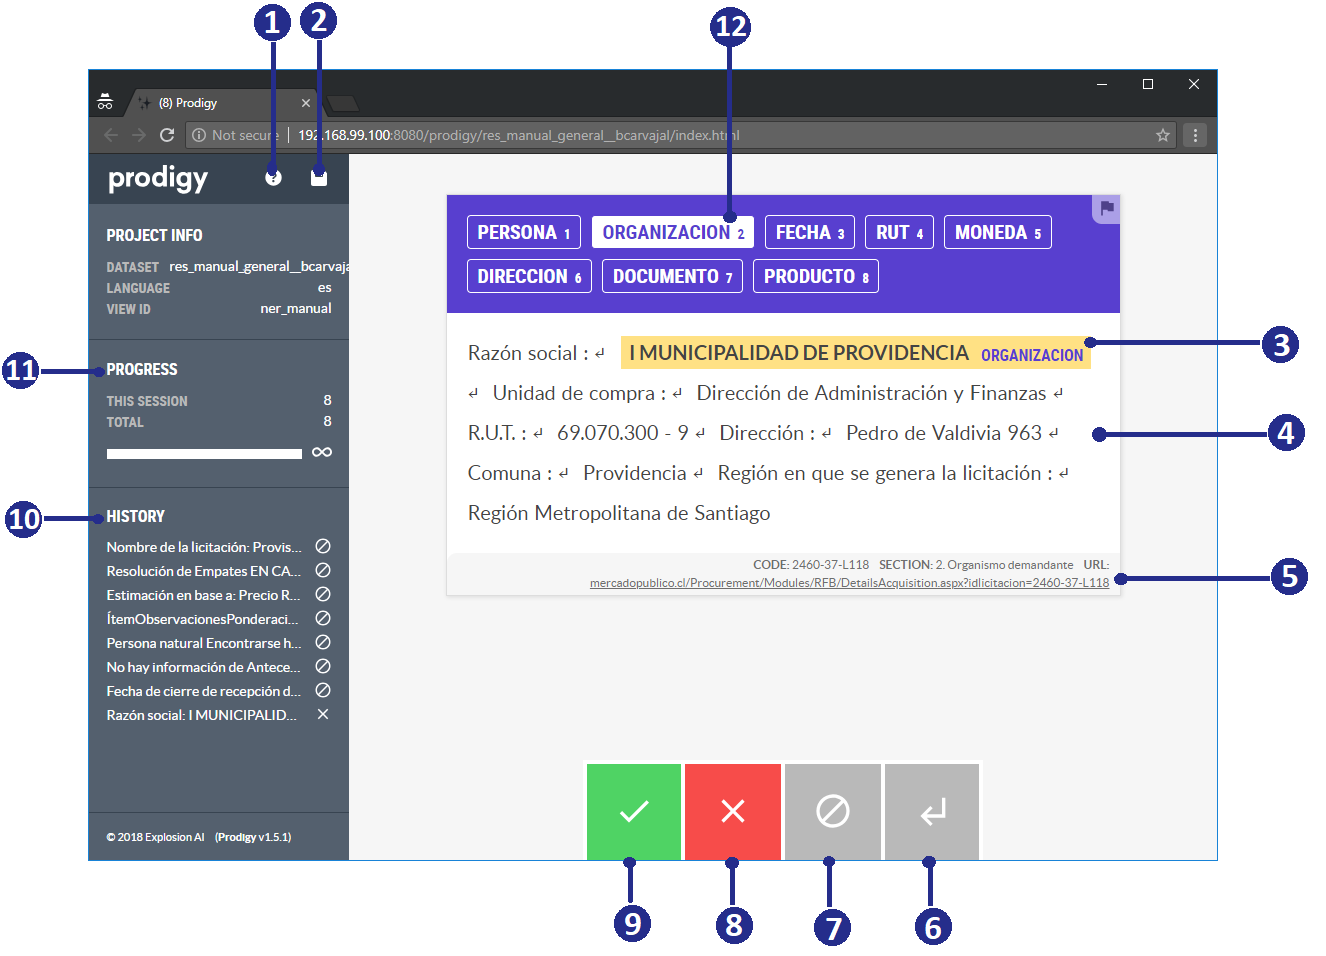 1 2 12
(8) Prodigy
Not secure 192.168.99.100:8080/prodigy/res_manual_general__bcarvajal/index.html
prodigy
PROJECT INFO
DATASET res_manual_general__bcarvaja
LANGUAGE es
VIEW ID ner_manual
11
PROGRESS
THIS SESSION 8
TOTAL 8
∞
10
HISTORY
Nombre de la licitación: Provis...
Resolución de Empates EN CA...
Estimación en base a: Precio R...
ÍtemObservacionesPonderaci...
Persona natural Encontrarse h...
No hay información de Antece...
Fecha de cierre de recepción d...
Razón social: I MUNICIPALID...
© 2018 Explosion AI (Prodigy v1.5.1)
PERSONA 1 ORGANIZACION 2 FECHA 3 RUT 4 MONEDA 5
DIRECCION 6 DOCUMENTO 7 PRODUCTO 8
Razón social : ↵ I MUNICIPALIDAD DE PROVIDENCIA ORGANIZACION
3
↵ Unidad de compra : ↵ Dirección de Administración y Finanzas ↵
R.U.T. : ↵ 69.070.300 - 9 ↵ Dirección : ↵ Pedro de Valdivia 963 ↵
4
Comuna : ↵ Providencia ↵ Región en que se genera la licitación : ↵
Región Metropolitana de Santiago
CODE: 2460-37-L118 SECTION: 2. Organismo demandante URL:
mercadopublico.cl/Procurement/Modules/RFB/DetailsAcquisition.aspx?idlicitacion=2460-37-L118
5
9 8 7 6